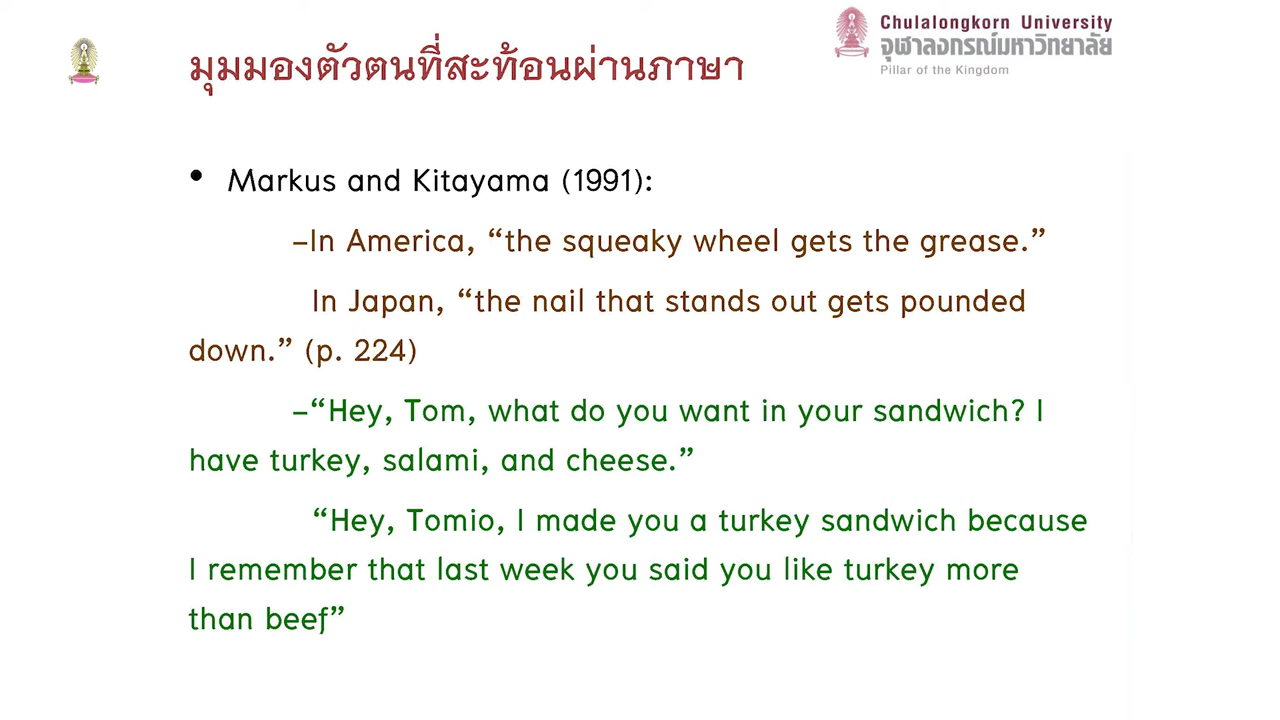 Chulalongkorn University
จุฬาลงกรณ์มหาวิทยาลัย
Pillar of the Kingdom
มุมมองตัวตนที่สะท้อนผ่านภาษา
• Markus and Kitayama (1991):
–In America, “the squeaky wheel gets the grease.”
In Japan, “the nail that stands out gets pounded
down.” (p. 224)
–“Hey, Tom, what do you want in your sandwich? I
have turkey, salami, and cheese.”
“Hey, Tomio, I made you a turkey sandwich because
I remember that last week you said you like turkey more
than beef”